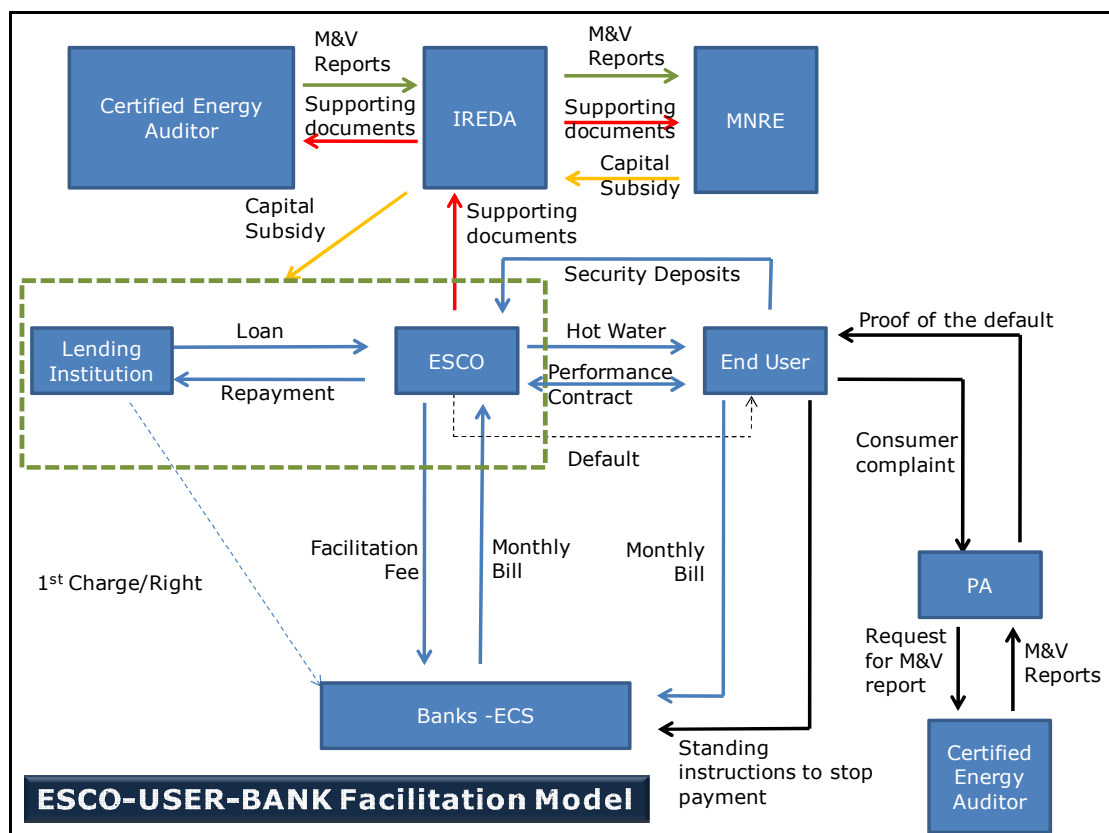 M&V
Reports
M&V
Reports
Certified Energy
Auditor
Supporting
documents
IREDA
Supporting
documents
MNRE
Capital
Subsidy
Capital
Subsidy
Supporting
documents
Security Deposits
Loan
Hot Water
Proof of the default
Lending
Institution
ESCO
End User
Repayment
Performance
Contract
Default
Consumer
complaint
Facilitation
Fee
Monthly
Bill
Monthly
Bill
1st Charge/Right
PA
Request
for M&V
report
M&V
Reports
Banks -ECS
Standing
instructions to stop
payment
Certified
Energy
Auditor
ESCO-USER-BANK Facilitation Model